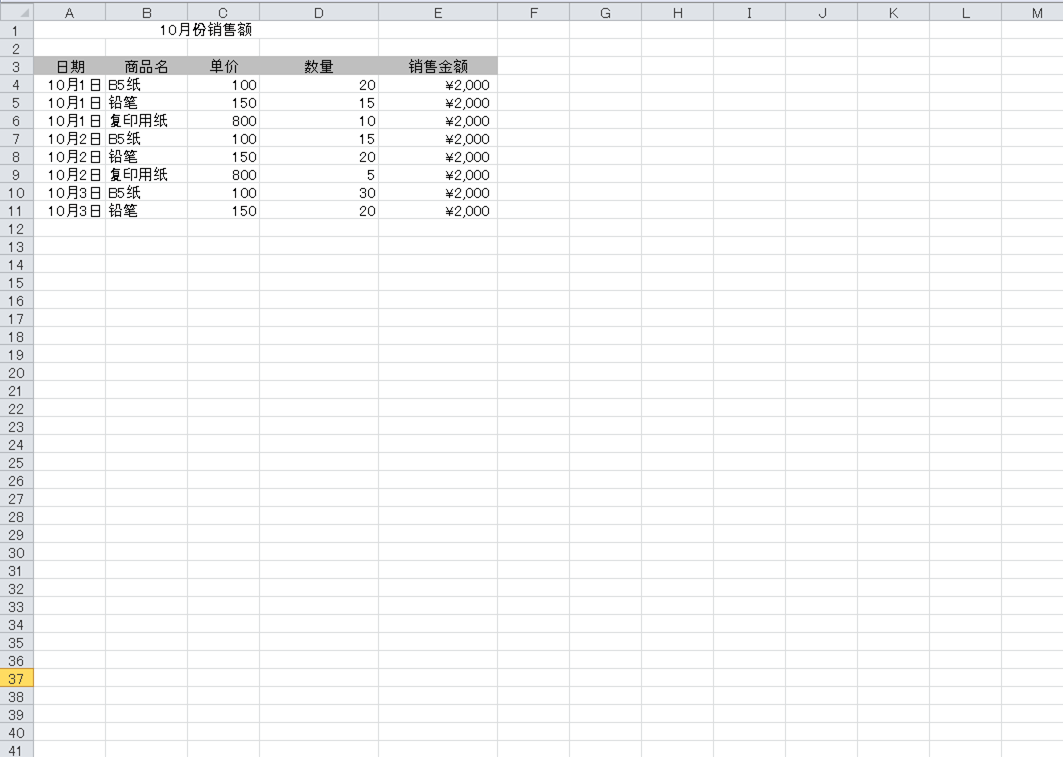 A B C D E F G H I J K L M
1 10月份销售额
2
3 日期 商品名 单价 数量 销售金额
4 10月1日 B5纸 100 20 ¥2,000
5 10月1日 铅笔 150 15 ¥2,000
6 10月1日 复印用纸 800 10 ¥2,000
7 10月2日 B5纸 100 15 ¥2,000
8 10月2日 铅笔 150 20 ¥2,000
9 10月2日 复印用纸 800 5 ¥2,000
10 10月3日 B5纸 100 30 ¥2,000
11 10月3日 铅笔 150 20 ¥2,000
12
13
14
15
16
17
18
19
20
21
22
23
24
25
26
27
28
29
30
31
32
33
34
35
36
37
38
39
40
41